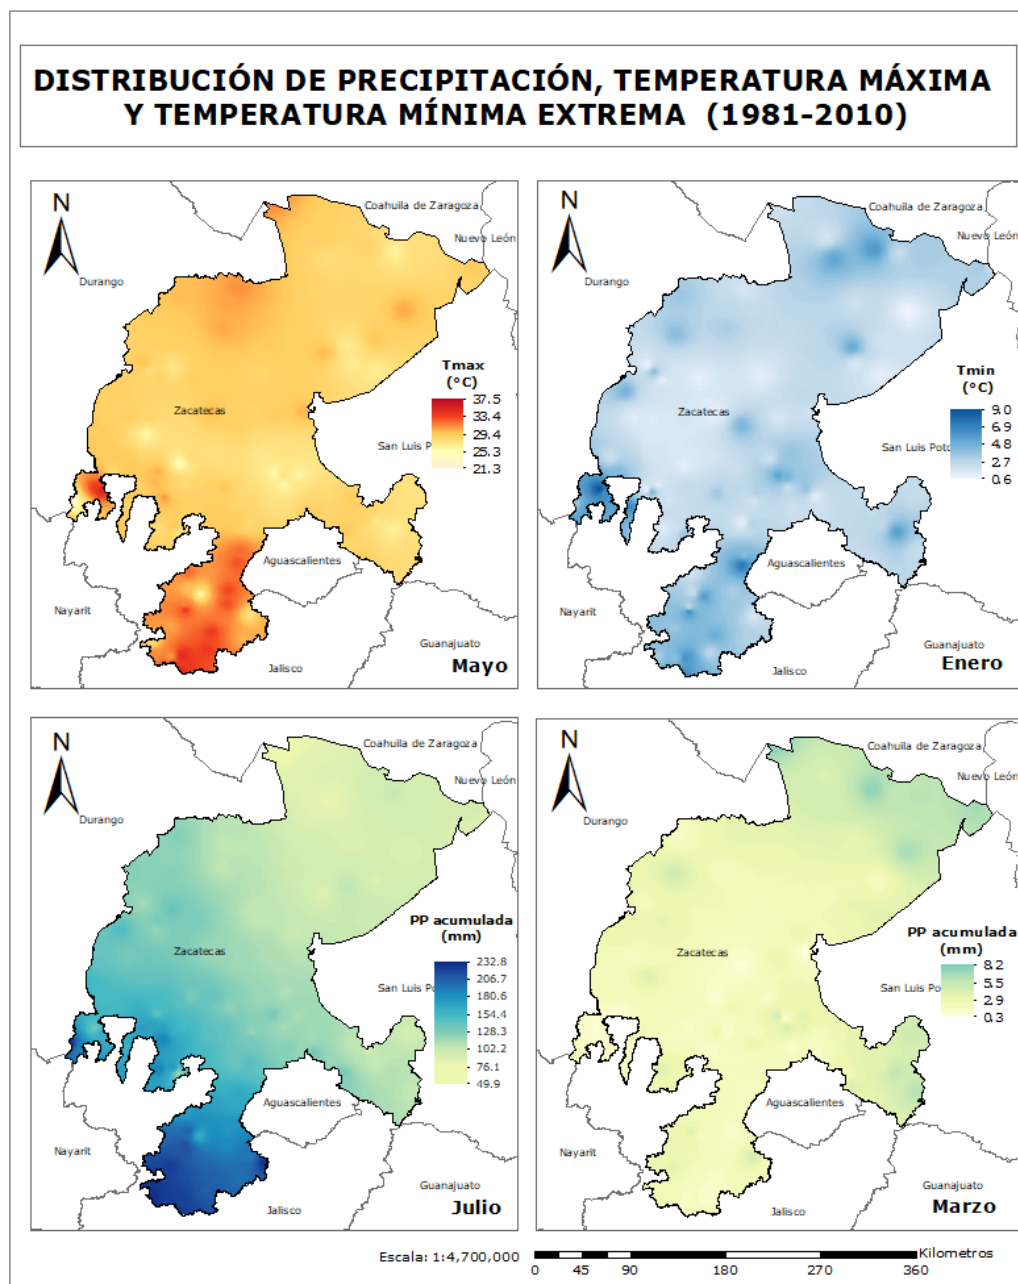 DISTRIBUCIÓN DE PRECIPITACIÓN, TEMPERATURA MÁXIMA
Y TEMPERATURA MÍNIMA EXTREMA (1981-2010)
N
Coahuila de Zaragoza
Nuevo León
Durango
Tmax
(°C)
37.5
33.4
29.4
25.3
21.3
Zacatecas
San Luis P
Aguascalientes
Nayarit
Guanajuato
Jalisco
Mayo
N
Coahuila de Zaragoza
Nuevo León
Durango
Tmin
(°C)
9.0
6.9
4.8
2.7
0.6
Zacatecas
San Luis Poto
Aguascalientes
Nayarit
Guanajuato
Jalisco
Enero
N
Coahuila de Zaragoza
Nuevo León
Durango
PP acumulada
(mm)
232.8
206.7
180.6
154.4
128.3
102.2
76.1
49.9
Zacatecas
San Luis Po
Aguascalientes
Nayarit
Guanajuato
Jalisco
Julio
N
Coahuila de Zaragoza
Nuevo León
Durango
PP acumulada
(mm)
8.2
5.5
2.9
0.3
Zacatecas
San Luis Po
Aguascalientes
Nayarit
Guanajuato
Jalisco
Marzo
Escala: 1:4,700,000
Kilometros
0 45 90 180 270 360